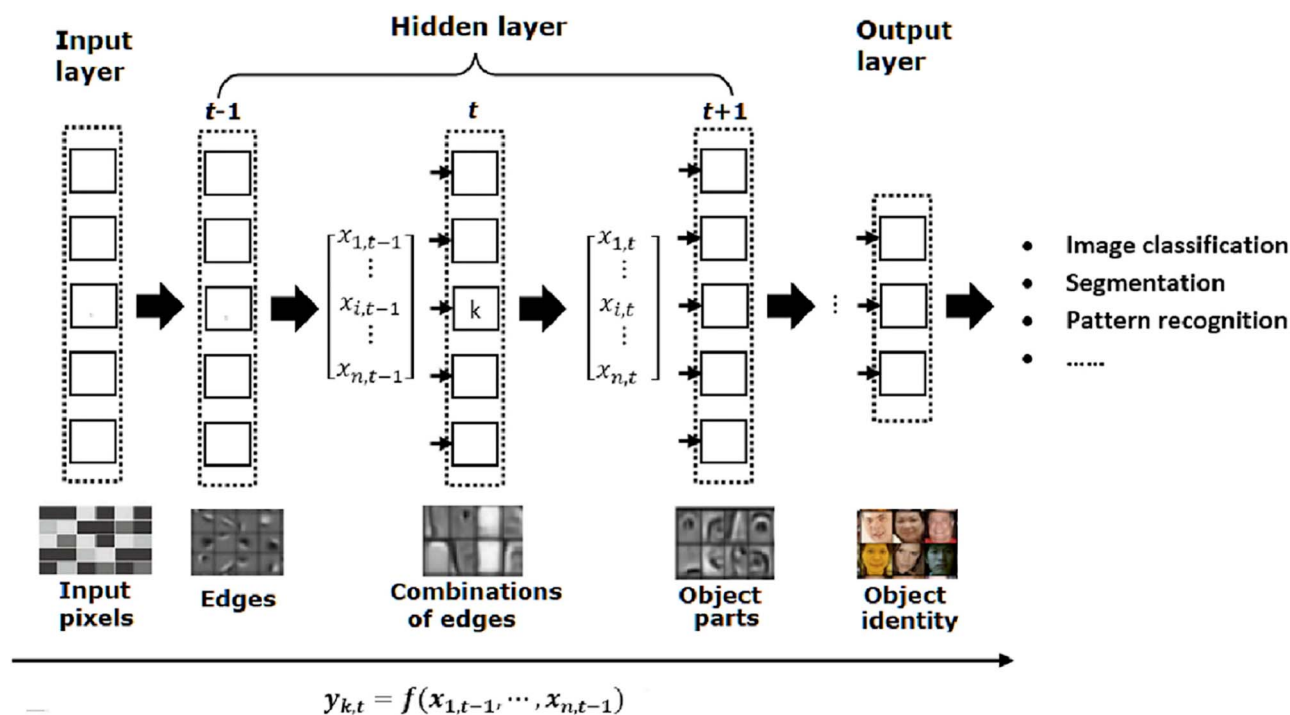 Input
layer
Hidden layer
Output
layer
t-1
t
t+1
x1,t−1
⋮
xi,t−1
⋮
xn,t−1
k
x1,t
⋮
xi,t
⋮
xn,t
⋮
• Image classification
• Segmentation
• Pattern recognition
• ......
Input
pixels
Edges
Combinations
of edges
Object
parts
Object
identity
yk,t = f(x1,t−1, ⋯, xn,t−1)